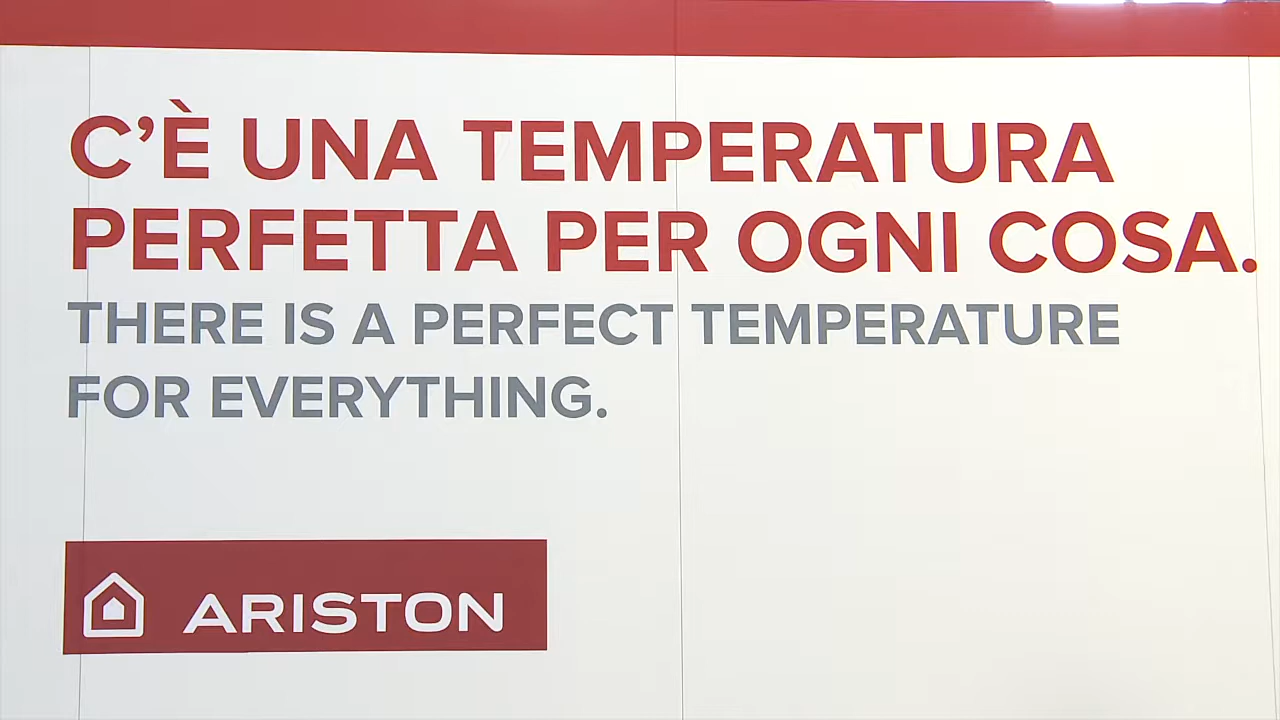 C’È UNA TEMPERATURA
PERFETTA PER OGNI COSA.
THERE IS A PERFECT TEMPERATURE
FOR EVERYTHING.
ARISTON